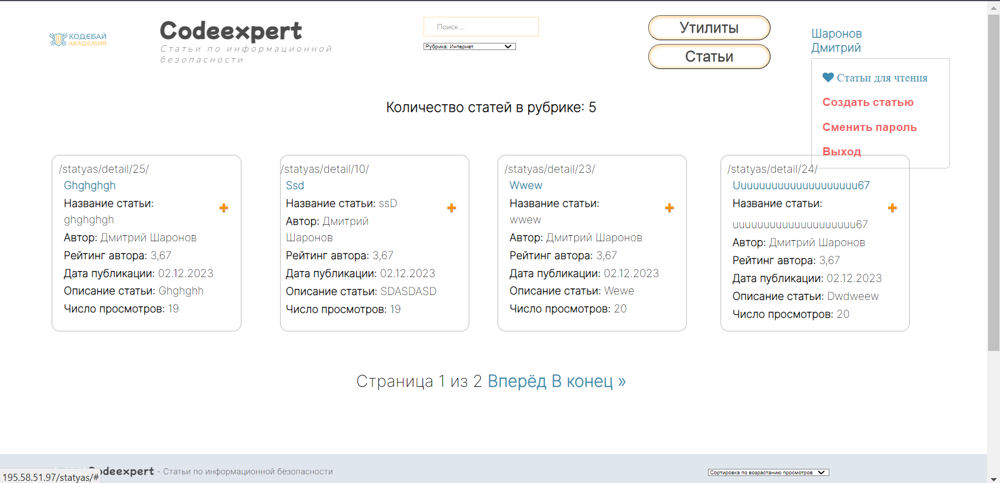 КОДЕБАЙ
АКАДЕМИЯ
Codeexpert
Статьи по информационной
безопасности
Поиск ...
Рубрика: Интернет
Утилиты
Статьи
Шаронов
Дмитрий
Статьи для чтения
Создать статью
Сменить пароль
Выход
Количество статей в рубрике: 5
/statyas/detail/25/
Ghghghgh
Название статьи:
ghghghgh
Автор: Дмитрий Шаронов
Рейтинг автора: 3,67
Дата публикации: 02.12.2023
Описание статьи: Ghghghh
Число просмотров: 19
/statyas/detail/10/
Ssd
Название статьи: ssD
Автор: Дмитрий
Шаронов
Рейтинг автора: 3,67
Дата публикации: 02.12.2023
Описание статьи: SDASDASD
Число просмотров: 19
/statyas/detail/23/
Wwew
Название статьи:
wwew
Автор: Дмитрий Шаронов
Рейтинг автора: 3,67
Дата публикации: 02.12.2023
Описание статьи: Wewe
Число просмотров: 20
/statyas/detail/24/
Uuuuuuuuuuuuuuuuuuuu67
Название статьи:
uuuuuuuuuuuuuuuuuuuu67
Автор: Дмитрий Шаронов
Рейтинг автора: 3,67
Дата публикации: 02.12.2023
Описание статьи: Dwdweew
Число просмотров: 20
Страница 1 из 2 Вперёд В конец »
Codeexpert - Статьи по информационной безопасности
Сортировка по возрастанию просмотров
195.58.51.97/statyas/#